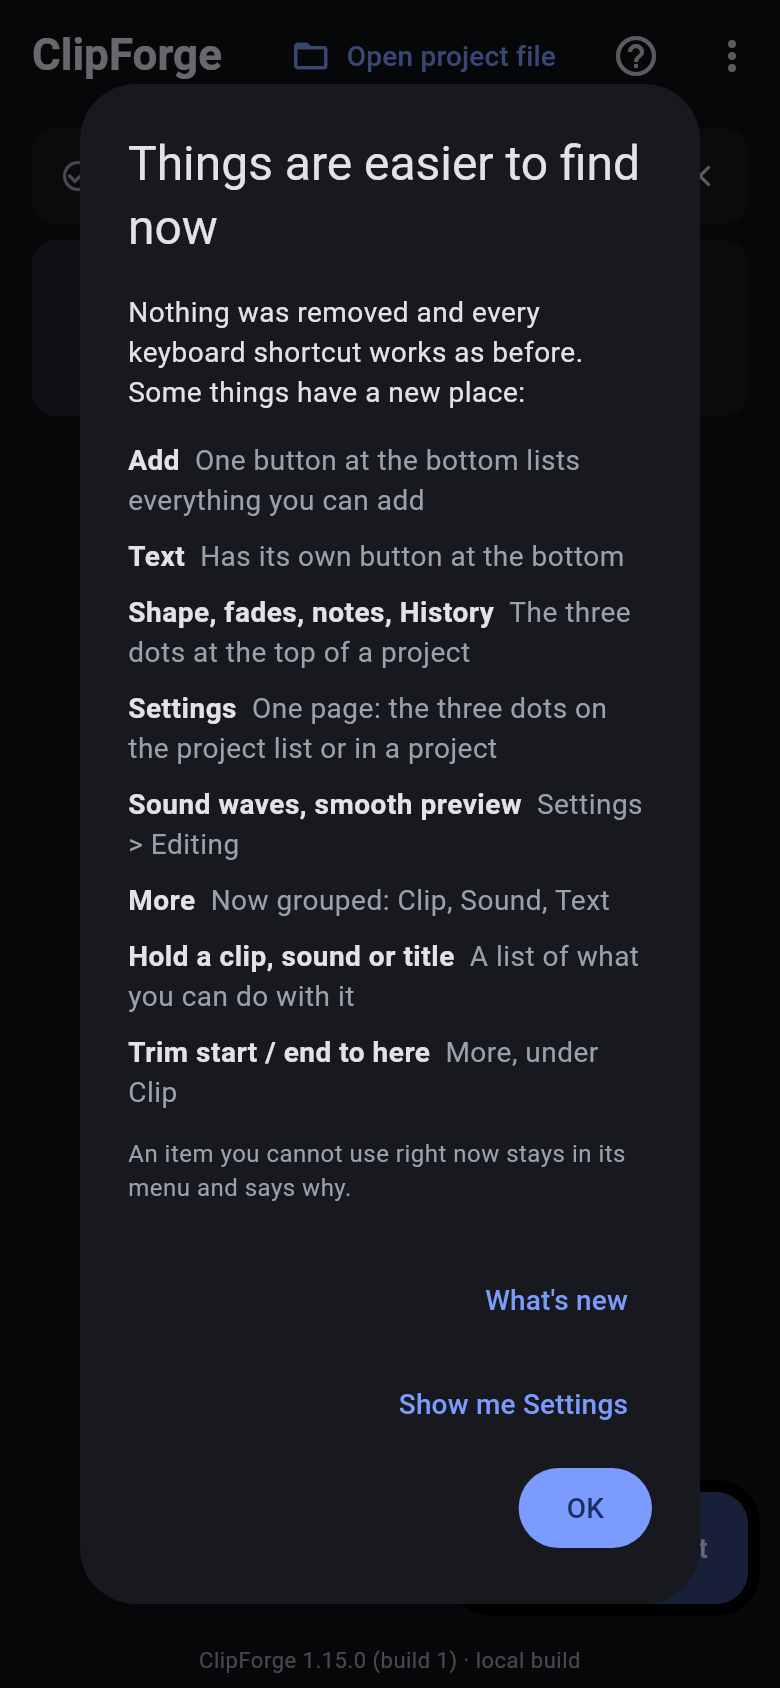 ClipForge
Open project file
Things are easier to find
now
Nothing was removed and every
keyboard shortcut works as before.
Some things have a new place:
Add One button at the bottom lists
everything you can add
Text Has its own button at the bottom
Shape, fades, notes, History The three
dots at the top of a project
Settings One page: the three dots on
the project list or in a project
Sound waves, smooth preview Settings
> Editing
More Now grouped: Clip, Sound, Text
Hold a clip, sound or title A list of what
you can do with it
Trim start / end to here More, under
Clip
An item you cannot use right now stays in its
menu and says why.
What's new
Show me Settings
OK
t
ClipForge 1.15.0 (build 1) · local build